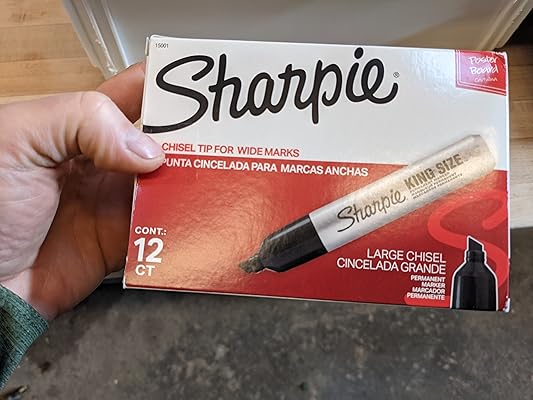 15001
Sharpie®
Poster
Board
CHISEL TIP FOR WIDE MARKS
PUNTA CINCELADA PARA MARCAS ANCHAS
Sharpie KING SIZE
CONT.:
12
CT
LARGE CHISEL
CINCELADA GRANDE
PERMANENT
MARKER
MARCADOR
PERMANENTE